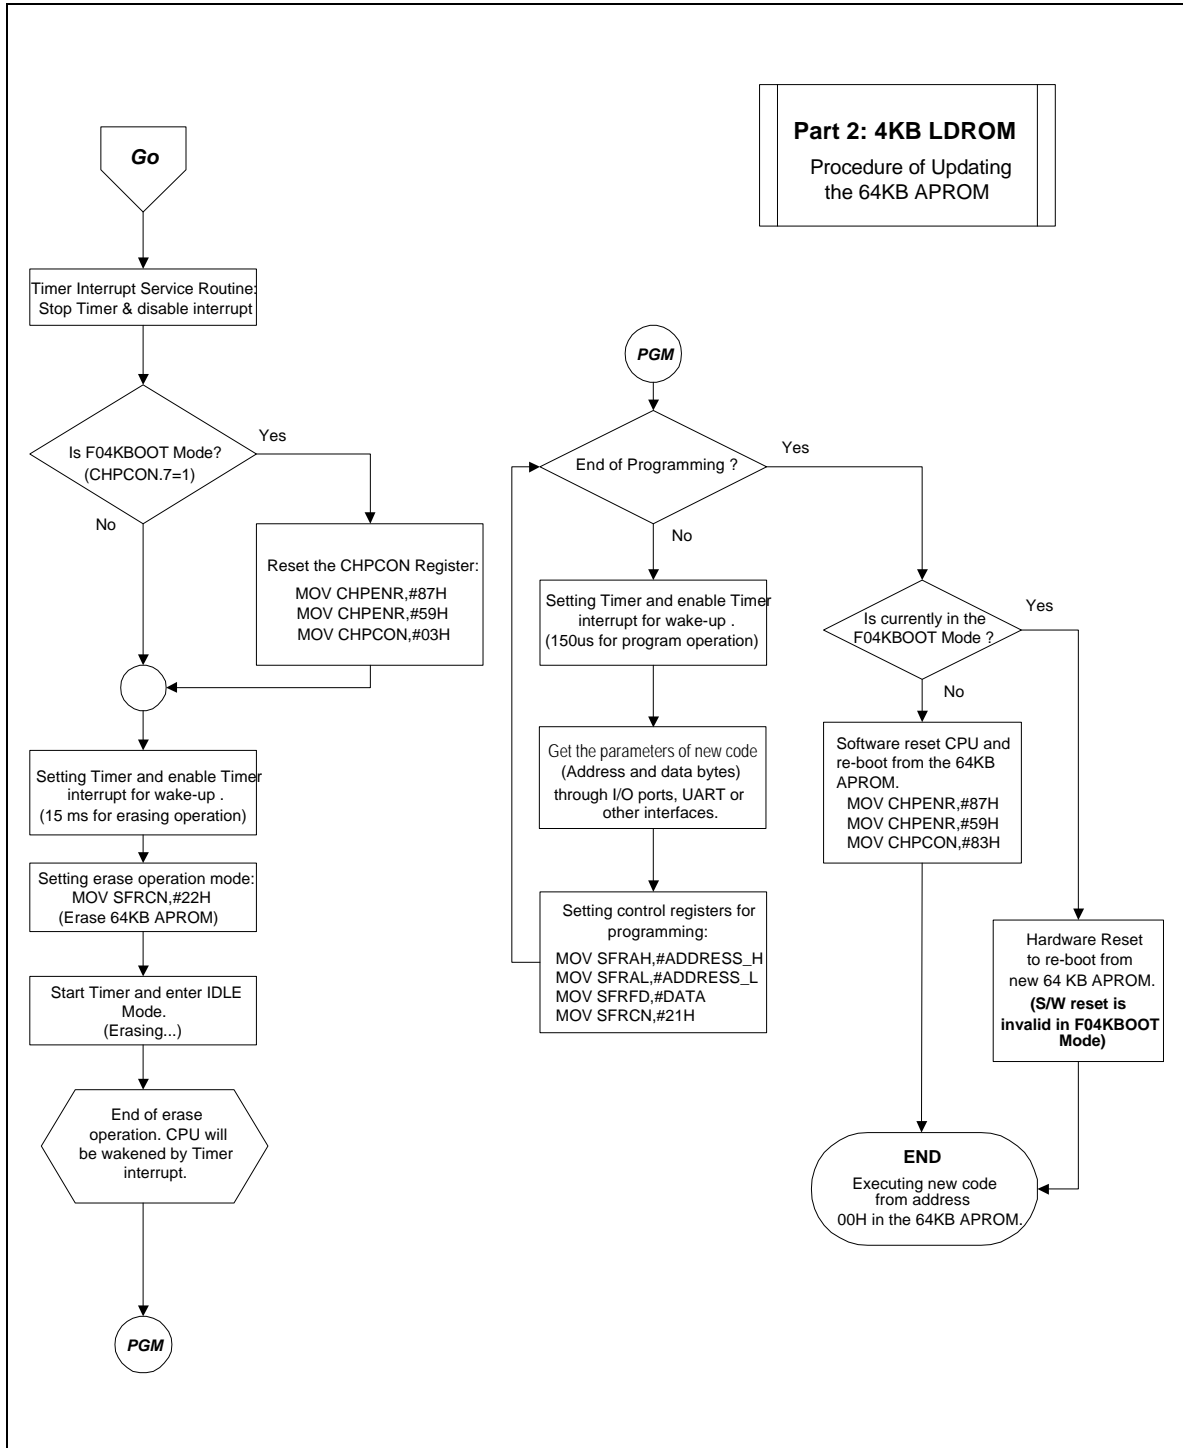 Part 2: 4KB LDROM
Procedure of Updating
the 64KB APROM
Go
Timer Interrupt Service Routine:
Stop Timer & disable interrupt
Is F04KBOOT Mode?
(CHPCON.7=1)
Yes
No
Reset the CHPCON Register:
MOV CHPENR,#87H
MOV CHPENR,#59H
MOV CHPCON,#03H
Setting Timer and enable Timer
interrupt for wake-up .
(15 ms for erasing operation)
Setting erase operation mode:
MOV SFRCN,#22H
(Erase 64KB APROM)
Start Timer and enter IDLE
Mode.
(Erasing...)
End of erase
operation. CPU will
be wakened by Timer
interrupt.
PGM
PGM
End of Programming ?
Yes
No
Setting Timer and enable Timer
interrupt for wake-up .
(150us for program operation)
Get the parameters of new code
(Address and data bytes)
through I/O ports, UART or
other interfaces.
Setting control registers for
programming:
MOV SFRAH,#ADDRESS_H
MOV SFRAL,#ADDRESS_L
MOV SFRFD,#DATA
MOV SFRCN,#21H
Is currently in the
F04KBOOT Mode ?
Yes
No
Software reset CPU and
re-boot from the 64KB
APROM.
MOV CHPENR,#87H
MOV CHPENR,#59H
MOV CHPCON,#83H
Hardware Reset
to re-boot from
new 64 KB APROM.
(S/W reset is
invalid in F04KBOOT
Mode)
END
Executing new code
from address
00H in the 64KB APROM.